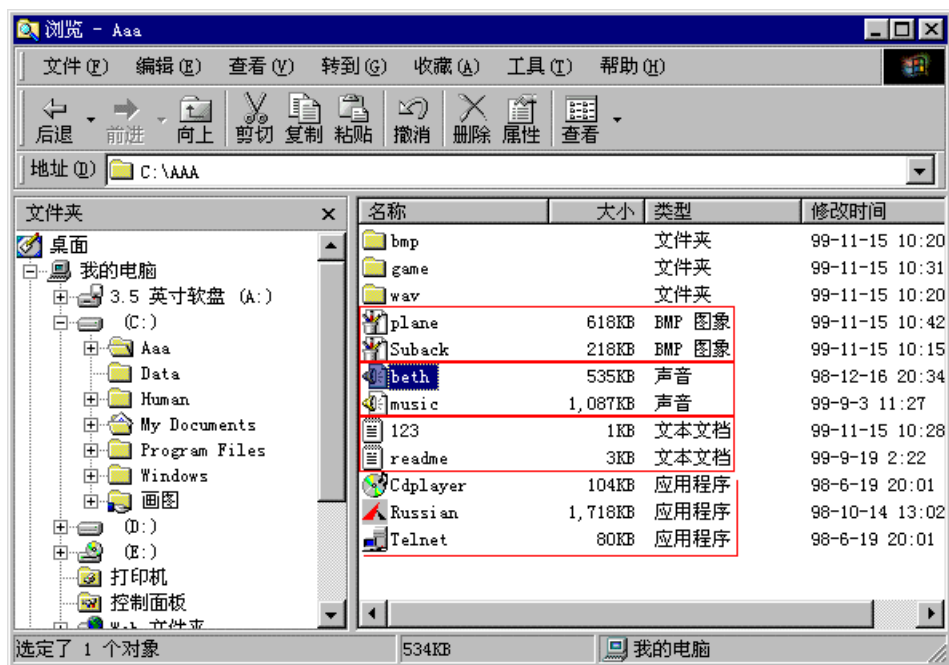 浏览 - Aaa
文件(F) 编辑(E) 查看(V) 转到(G) 收藏(A) 工具(T) 帮助(H)
后退 前进 向上 剪切 复制 粘贴 撤消 删除 属性 查看
地址(D) C:\AAA
文件夹
桌面
我的电脑
3.5 英寸软盘 (A:)
(C:)
Aaa
Data
Human
My Documents
Program Files
Windows
画图
(D:)
(E:)
打印机
控制面板
Web 文件夹
名称 大小 类型 修改时间
bmp 文件夹 99-11-15 10:20
game 文件夹 99-11-15 10:31
wav 文件夹 99-11-15 10:20
plane 618KB BMP 图象 99-11-15 10:42
Suback 218KB BMP 图象 99-11-15 10:15
beth 535KB 声音 98-12-16 20:34
music 1,087KB 声音 99-9-3 11:27
123 1KB 文本文档 99-11-15 10:28
readme 3KB 文本文档 99-9-19 2:22
Cdplayer 104KB 应用程序 98-6-19 20:01
Russian 1,718KB 应用程序 98-10-14 13:02
Telnet 80KB 应用程序 98-6-19 20:01
选定了 1 个对象 534KB 我的电脑